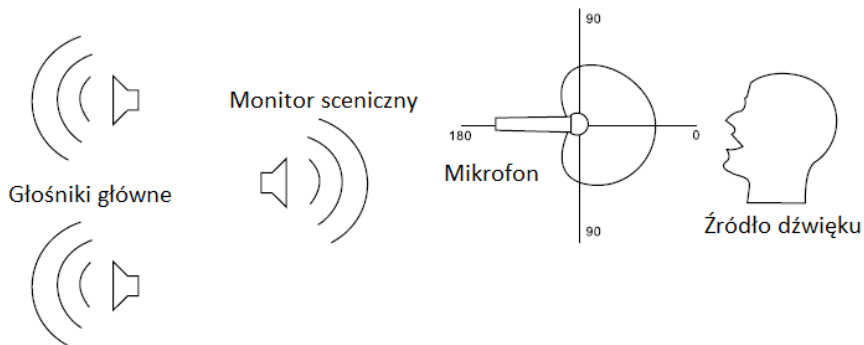 90
Monitor sceniczny
180
0
Mikrofon
Głośniki główne
Źródło dźwięku
90